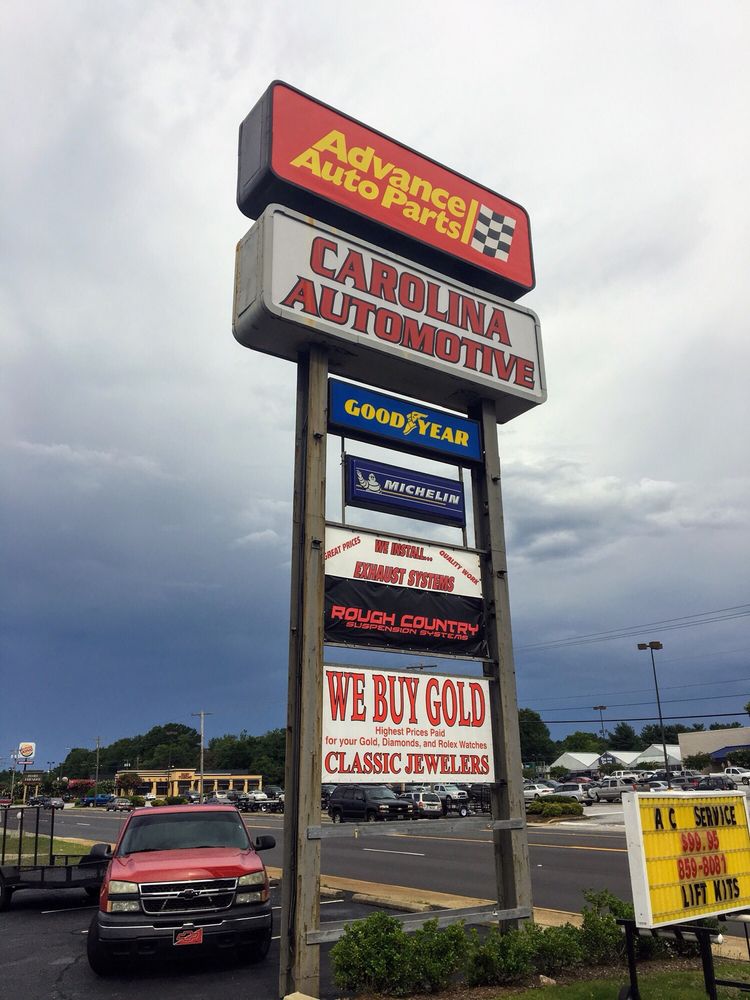 Advance
Auto Parts
CAROLINA
AUTOMOTIVE
GOODYEAR
MICHELIN
GREAT PRICES
WE INSTALL...
QUALITY WORK
EXHAUST SYSTEMS
ROUGH COUNTRY
SUSPENSION SYSTEMS
WE BUY GOLD
Highest Prices Paid
for your Gold, Diamonds, and Rolex Watches
CLASSIC JEWELERS
A C SERVICE
$99.95
859-8081
LIFT KITS